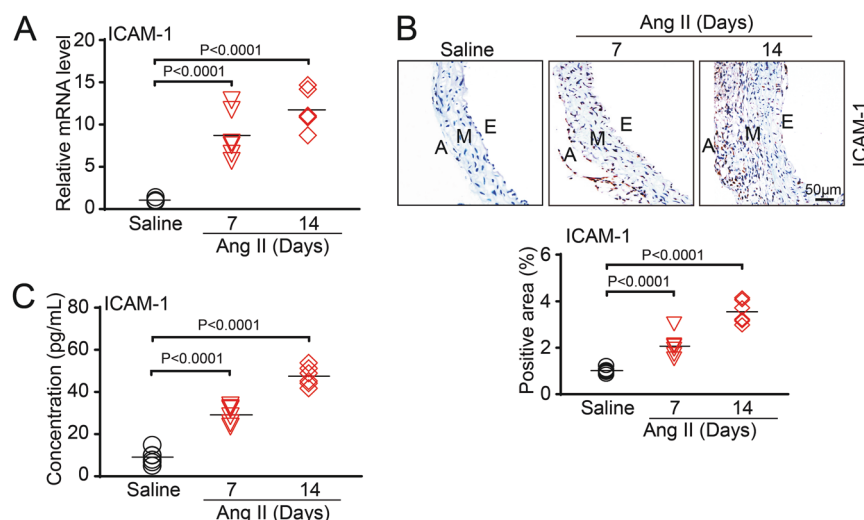 A
ICAM-1
Relative mRNA level
20
15
10
5
0
P<0.0001
P<0.0001
Saline
7
14
Ang II (Days)
B
Ang II (Days)
Saline
7
14
A
M
E
A
M
E
A
M
E
50μm
ICAM-1
ICAM-1
Positive area (%)
6
4
2
0
P<0.0001
P<0.0001
Saline
7
14
Ang II (Days)
C
ICAM-1
Concentration (pg/mL)
80
60
40
20
0
P<0.0001
P<0.0001
Saline
7
14
Ang II (Days)